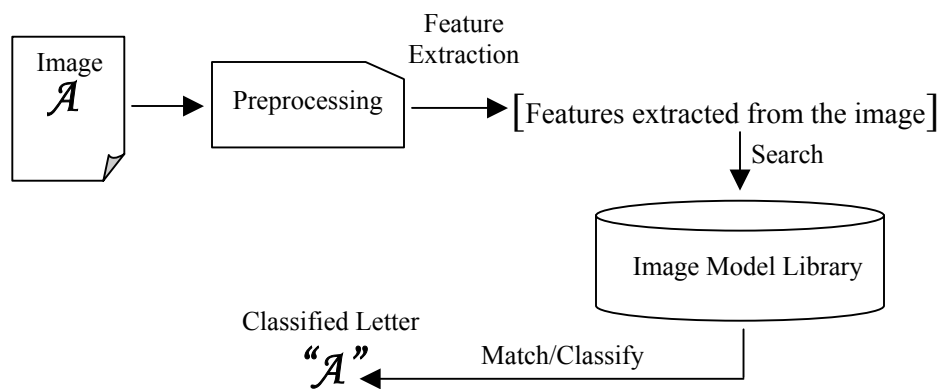 Feature
Extraction
Image
𝒜
Preprocessing
[Features extracted from the image]
Search
Image Model Library
Classified Letter
“𝒜”
Match/Classify